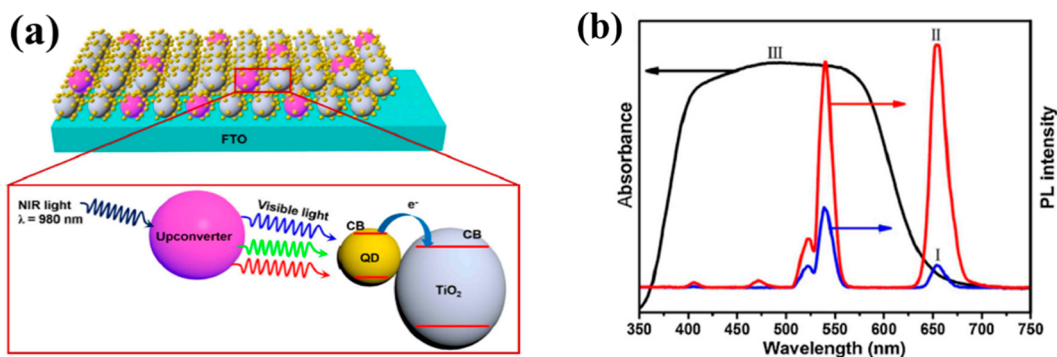 (a)
FTO
NIR light
λ = 980 nm
Upconverter
Visible light
CB
QD
e-
CB
TiO₂
(b)
Absorbance
PL intensity
III
II
I
350 400 450 500 550 600 650 700 750
Wavelength (nm)